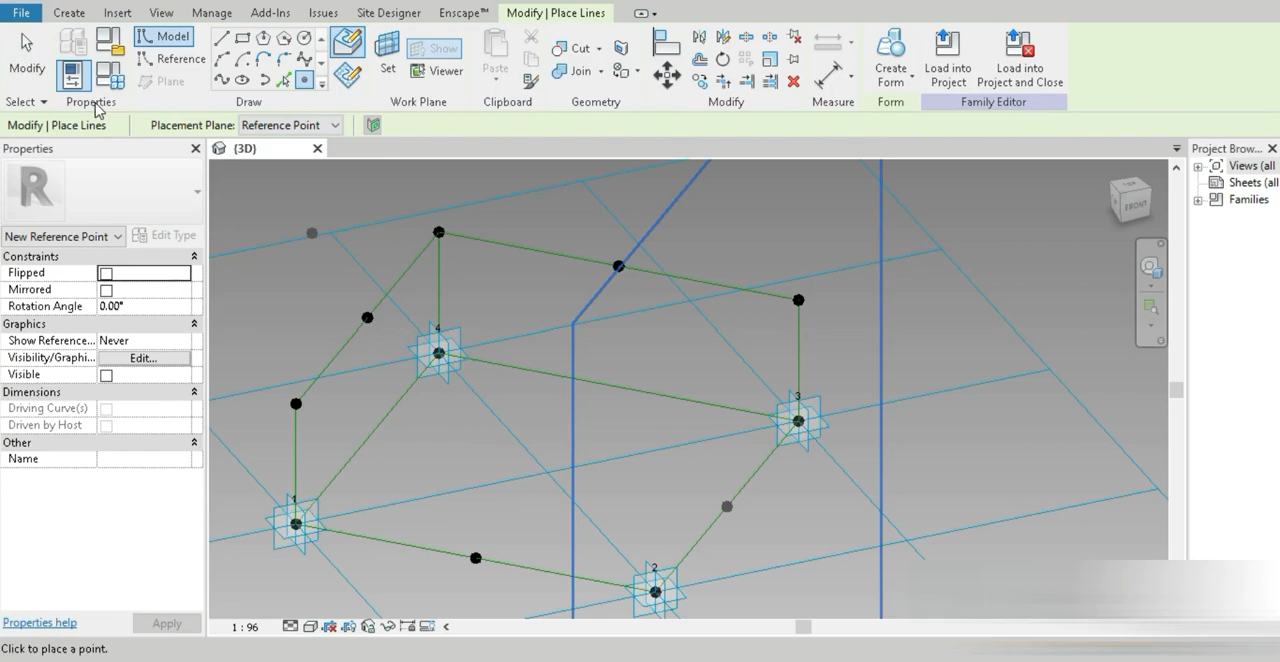 File Create Insert View Manage Add-Ins Issues Site Designer Enscape™ Modify | Place Lines
Modify
Model
Reference
Plane
Set
Show
Viewer
Paste
Cut
Join
Create Form
Load into Project
Load into Project and Close
Select Properties Draw Work Plane Clipboard Geometry Modify Measure Form Family Editor
Modify | Place Lines Placement Plane: Reference Point
Properties
{3D}
Project Brow...
R
Views (all
Sheets (all
Families
New Reference Point Edit Type
Constraints
Flipped
Mirrored
Rotation Angle 0.00°
Graphics
Show Reference... Never
Visibility/Graphi... Edit...
Visible
Dimensions
Driving Curve(s)
Driven by Host
Other
Name
TOP
FRONT
4
3
1
2
Properties help Apply
1 : 96
Click to place a point.